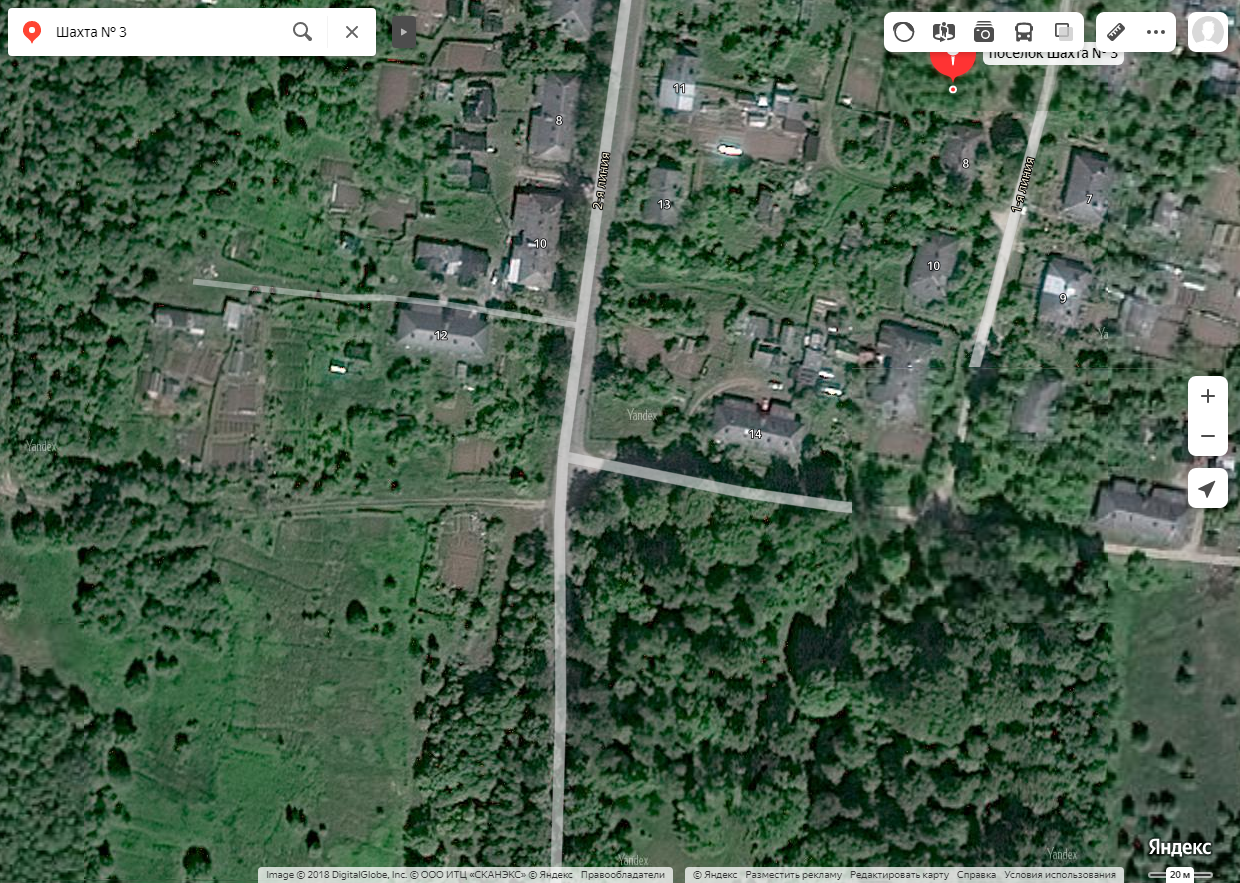 Шахта № 3
посёлок Шахта № 3
11
8
8
2-я линия
1-я линия
7
13
10
10
9
12
Yandex
14
Yandex
Ya
Yandex
Yandex
Яндекс
Image © 2018 DigitalGlobe, Inc. © ООО ИТЦ «СКАНЭКС» © Яндекс Правообладатели
© Яндекс Разместить рекламу Редактировать карту Справка Условия использования
20 м